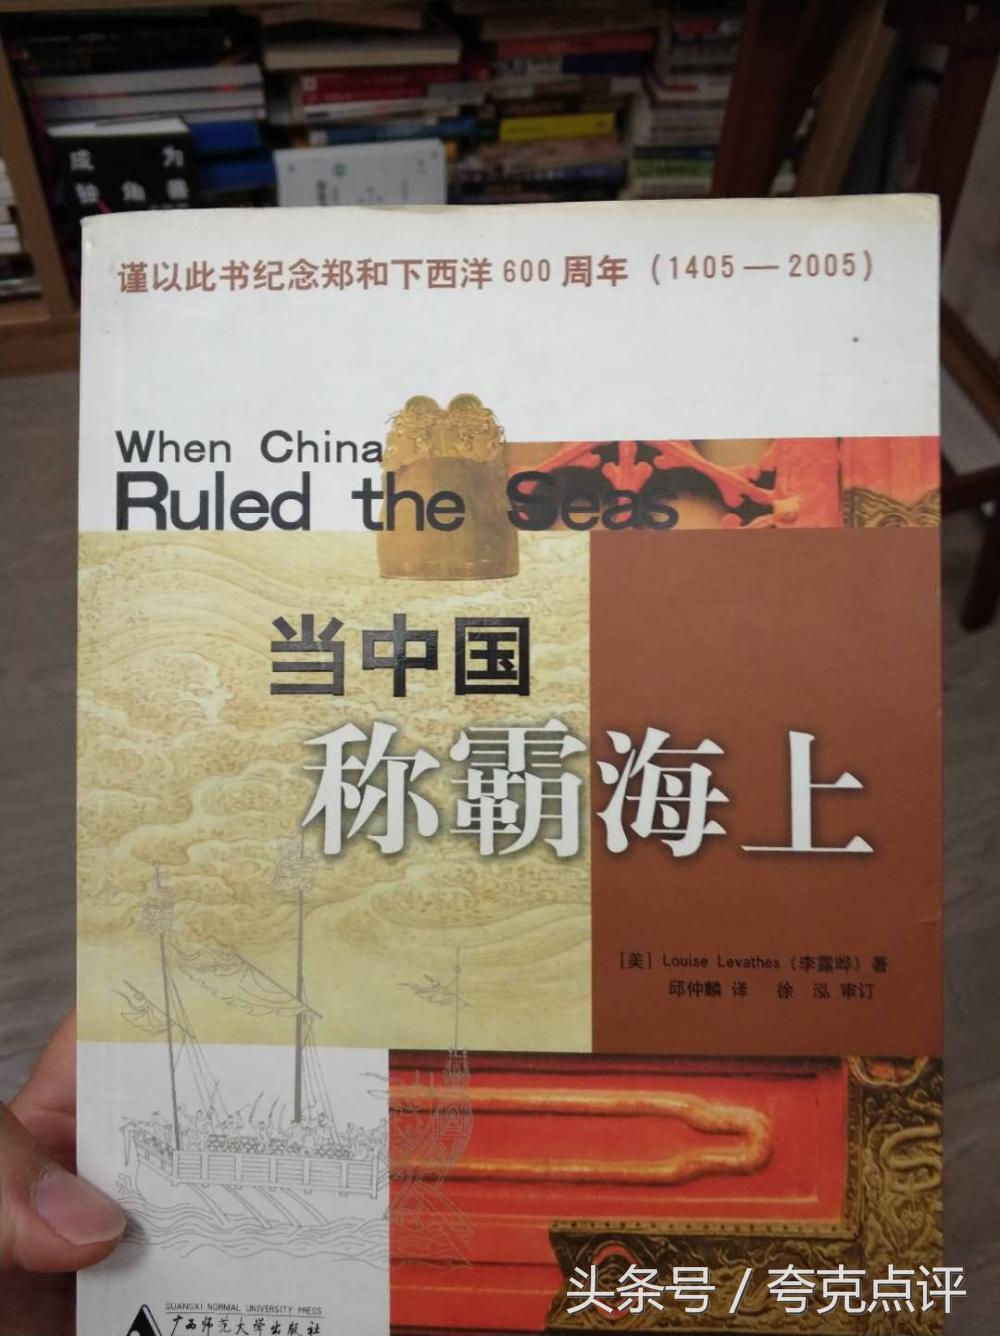 成 为
谨以此书纪念郑和下西洋600周年（1405—2005）
When China
Ruled the Seas
当中国
称霸海上
[美] Louise Levathes（李露晔）著
邱仲麟 译 徐 泓 审订
GUANGXI NORMAL UNIVERSITY PRESS
广西师范大学出版社
头条号 / 夸克点评